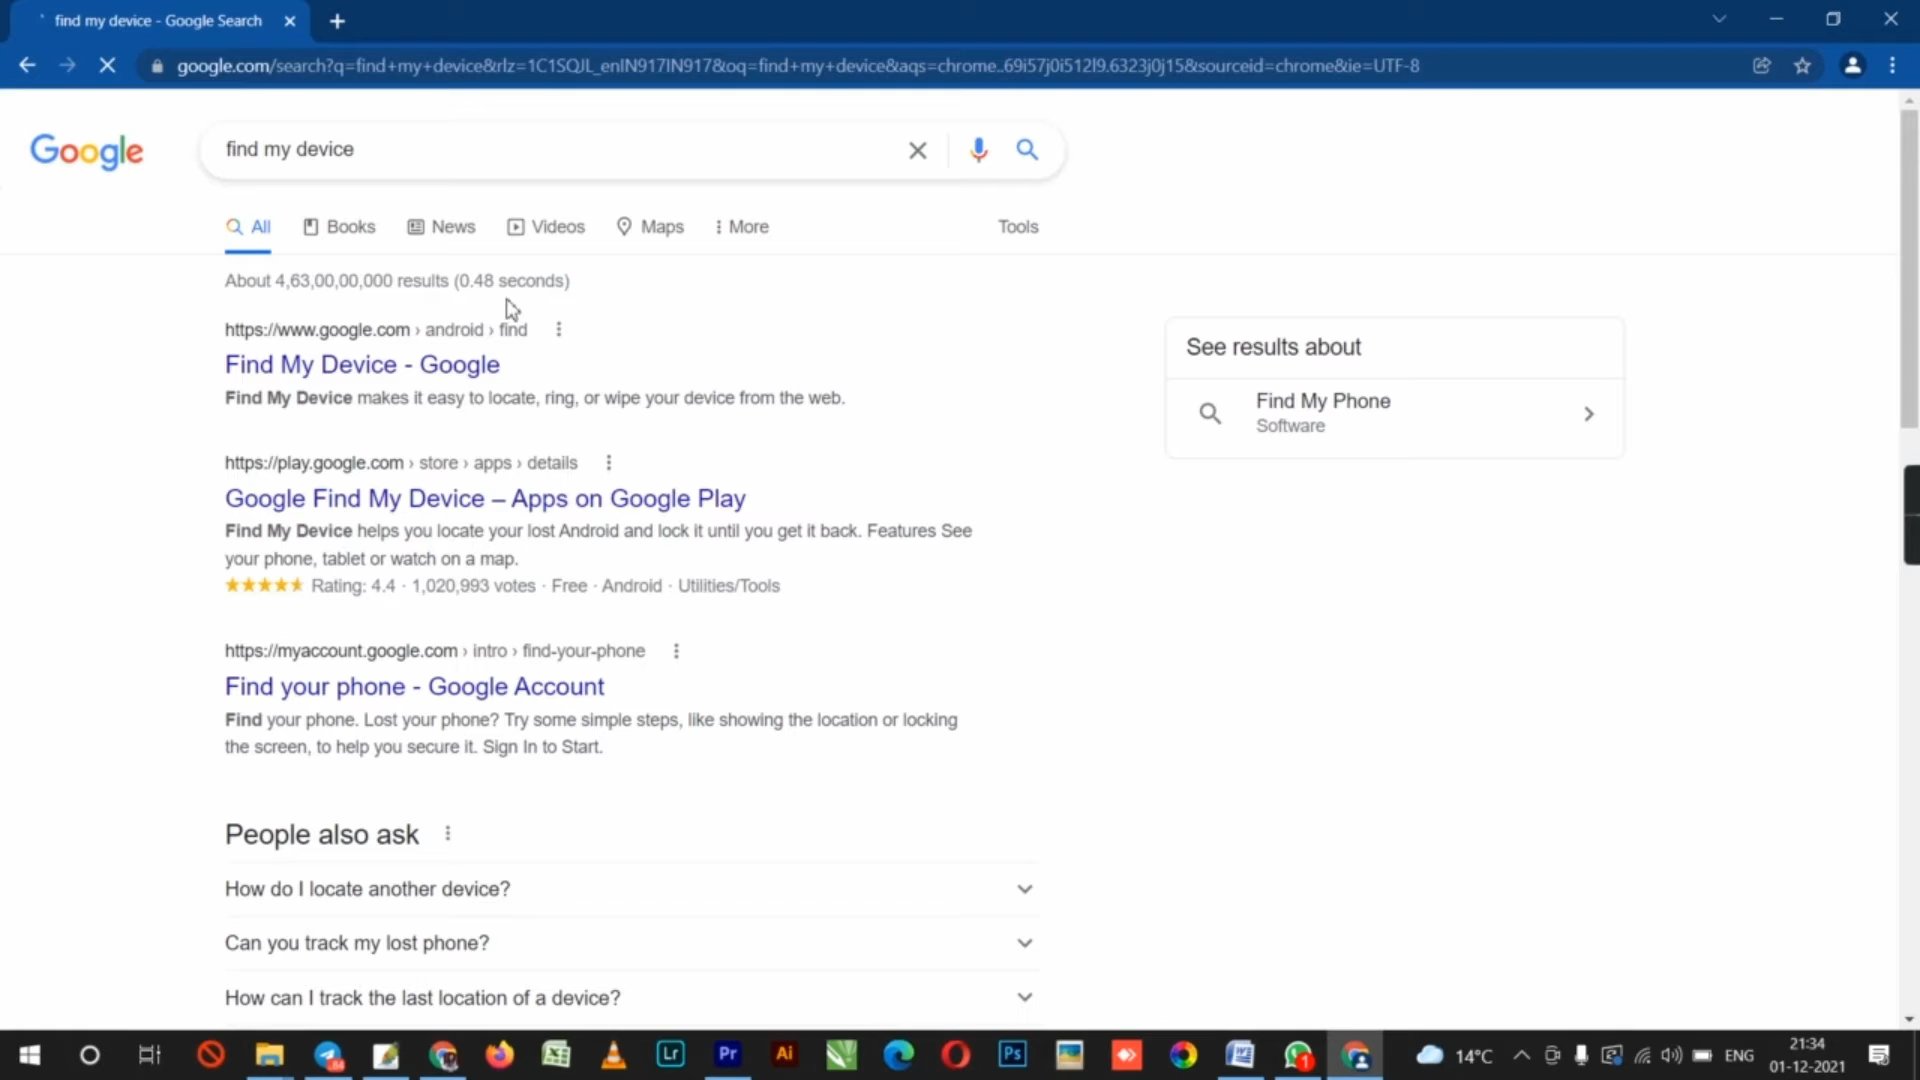 find my device - Google Search
google.com/search?q=find+my+device&rlz=1C1SQJL_enIN917IN917&oq=find+my+device&aqs=chrome..69i57j0i512l9.6323j0j15&sourceid=chrome&ie=UTF-8
Google
find my device
All Books News Videos Maps More Tools
About 4,63,00,00,000 results (0.48 seconds)
https://www.google.com › android › find
Find My Device - Google
Find My Device makes it easy to locate, ring, or wipe your device from the web.
See results about
Find My Phone
Software
https://play.google.com › store › apps › details
Google Find My Device – Apps on Google Play
Find My Device helps you locate your lost Android and lock it until you get it back. Features See
your phone, tablet or watch on a map.
Rating: 4.4 · 1,020,993 votes · Free · Android · Utilities/Tools
https://myaccount.google.com › intro › find-your-phone
Find your phone - Google Account
Find your phone. Lost your phone? Try some simple steps, like showing the location or locking
the screen, to help you secure it. Sign In to Start.
People also ask
How do I locate another device?
Can you track my lost phone?
How can I track the last location of a device?
Lr Pr Ai Ps 1 14°C ENG
21:34
01-12-2021